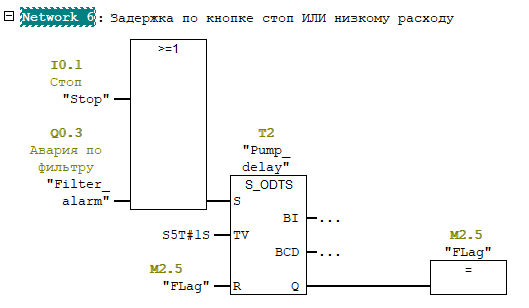 Network 6: Задержка по кнопке стоп ИЛИ низкому расходу
>=1
I0.1
Стоп
"Stop"
Q0.3
Авария по
фильтру
"Filter_
alarm"
T2
"Pump_
delay"
S_ODTS
S
BI
...
S5T#1S
TV
BCD
...
M2.5
"FLag"
R
Q
M2.5
"FLag"
=